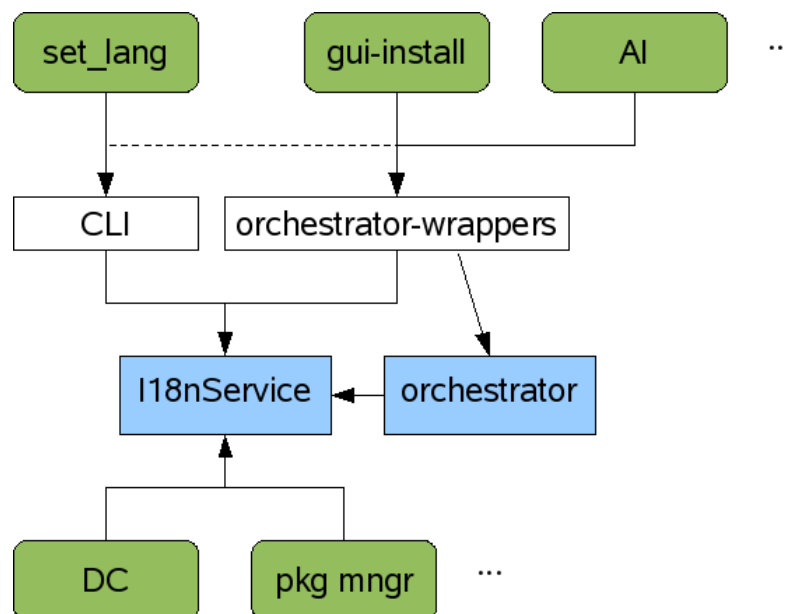 set_lang
gui-install
AI
..
CLI
orchestrator-wrappers
I18nService
orchestrator
DC
pkg mngr
...